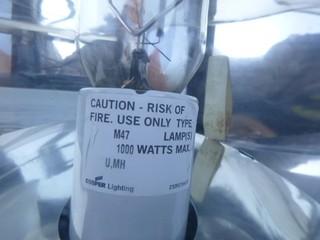 CAUTION - RISK OF
FIRE. USE ONLY TYPE
M47 LAMP(S)
1000 WATTS MAX.
U,MH
COOPER Lighting